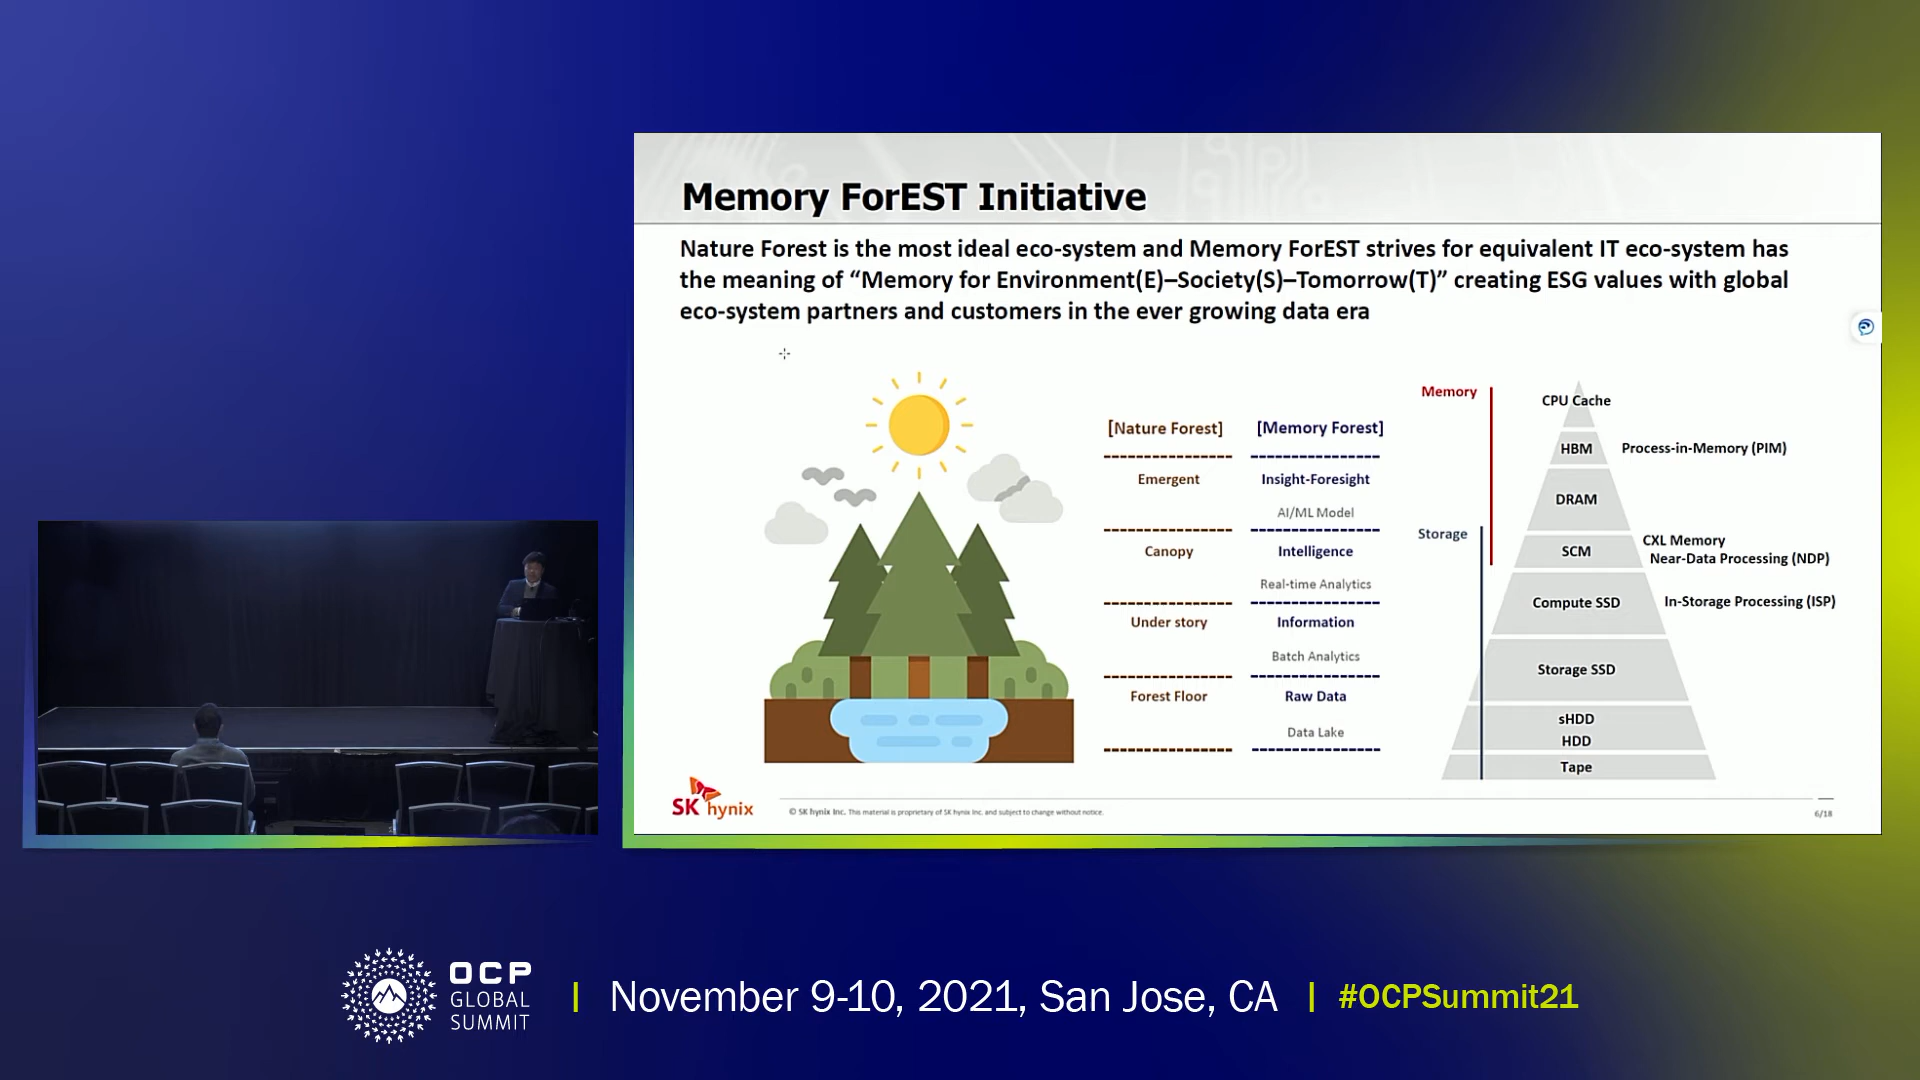 Memory ForEST Initiative
Nature Forest is the most ideal eco-system and Memory ForEST strives for equivalent IT eco-system has
the meaning of “Memory for Environment(E)–Society(S)–Tomorrow(T)” creating ESG values with global
eco-system partners and customers in the ever growing data era
[Nature Forest]
Emergent
Canopy
Under story
Forest Floor
[Memory Forest]
Insight-Foresight
AI/ML Model
Intelligence
Real-time Analytics
Information
Batch Analytics
Raw Data
Data Lake
Memory
Storage
CPU Cache
HBM
Process-in-Memory (PIM)
DRAM
SCM
CXL Memory
Near-Data Processing (NDP)
Compute SSD
In-Storage Processing (ISP)
Storage SSD
sHDD
HDD
Tape
SK hynix
© SK hynix Inc. This material is proprietary of SK hynix Inc. and subject to change without notice.
6/18
OCP
GLOBAL
SUMMIT
November 9-10, 2021, San Jose, CA
#OCPSummit21